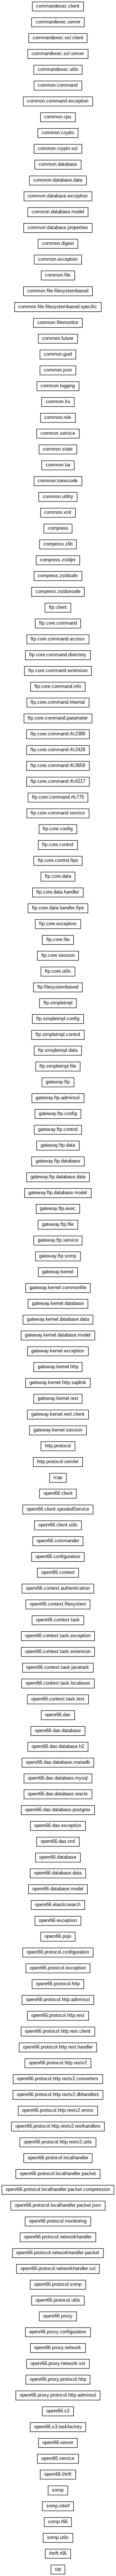 commandexec.client
commandexec.server
commandexec.ssl.client
commandexec.ssl.server
commandexec.utils
common.command
common.command.exception
common.cpu
common.crypto
common.crypto.ssl
common.database
common.database.data
common.database.exception
common.database.model
common.database.properties
common.digest
common.exception
common.file
common.file.filesystembased
common.file.filesystembased.specific
common.filemonitor
common.future
common.guid
common.json
common.logging
common.lru
common.role
common.service
common.state
common.tar
common.transcode
common.utility
common.xml
compress
compress.zlib
compress.zstdjni
compress.zstdsafe
compress.zstdunsafe
ftp.client
ftp.core.command
ftp.core.command.access
ftp.core.command.directory
ftp.core.command.extension
ftp.core.command.info
ftp.core.command.internal
ftp.core.command.parameter
ftp.core.command.rfc2389
ftp.core.command.rfc2428
ftp.core.command.rfc3659
ftp.core.command.rfc4217
ftp.core.command.rfc775
ftp.core.command.service
ftp.core.config
ftp.core.control
ftp.core.control.ftps
ftp.core.data
ftp.core.data.handler
ftp.core.data.handler.ftps
ftp.core.exception
ftp.core.file
ftp.core.session
ftp.core.utils
ftp.filesystembased
ftp.simpleimpl
ftp.simpleimpl.config
ftp.simpleimpl.control
ftp.simpleimpl.data
ftp.simpleimpl.file
gateway.ftp
gateway.ftp.adminssl
gateway.ftp.config
gateway.ftp.control
gateway.ftp.data
gateway.ftp.database
gateway.ftp.database.data
gateway.ftp.database.model
gateway.ftp.exec
gateway.ftp.file
gateway.ftp.service
gateway.ftp.snmp
gateway.kernel
gateway.kernel.commonfile
gateway.kernel.database
gateway.kernel.database.data
gateway.kernel.database.model
gateway.kernel.exception
gateway.kernel.http
gateway.kernel.http.saplink
gateway.kernel.rest
gateway.kernel.rest.client
gateway.kernel.session
http.protocol
http.protocol.servlet
icap
openr66.client
openr66.client.spooledService
openr66.client.utils
openr66.commander
openr66.configuration
openr66.context
openr66.context.authentication
openr66.context.filesystem
openr66.context.task
openr66.context.task.exception
openr66.context.task.extension
openr66.context.task.javatask
openr66.context.task.localexec
openr66.context.task.test
openr66.dao
openr66.dao.database
openr66.dao.database.h2
openr66.dao.database.mariadb
openr66.dao.database.mysql
openr66.dao.database.oracle
openr66.dao.database.postgres
openr66.dao.exception
openr66.dao.xml
openr66.database
openr66.database.data
openr66.database.model
openr66.elasticsearch
openr66.exception
openr66.pojo
openr66.protocol.configuration
openr66.protocol.exception
openr66.protocol.http
openr66.protocol.http.adminssl
openr66.protocol.http.rest
openr66.protocol.http.rest.client
openr66.protocol.http.rest.handler
openr66.protocol.http.restv2
openr66.protocol.http.restv2.converters
openr66.protocol.http.restv2.dbhandlers
openr66.protocol.http.restv2.errors
openr66.protocol.http.restv2.resthandlers
openr66.protocol.http.restv2.utils
openr66.protocol.localhandler
openr66.protocol.localhandler.packet
openr66.protocol.localhandler.packet.compression
openr66.protocol.localhandler.packet.json
openr66.protocol.monitoring
openr66.protocol.networkhandler
openr66.protocol.networkhandler.packet
openr66.protocol.networkhandler.ssl
openr66.protocol.snmp
openr66.protocol.utils
openr66.proxy
openr66.proxy.configuration
openr66.proxy.network
openr66.proxy.network.ssl
openr66.proxy.protocol.http
openr66.proxy.protocol.http.adminssl
openr66.s3
openr66.s3.taskfactory
openr66.server
openr66.service
openr66.thrift
snmp
snmp.interf
snmp.r66
snmp.utils
thrift.r66
uip